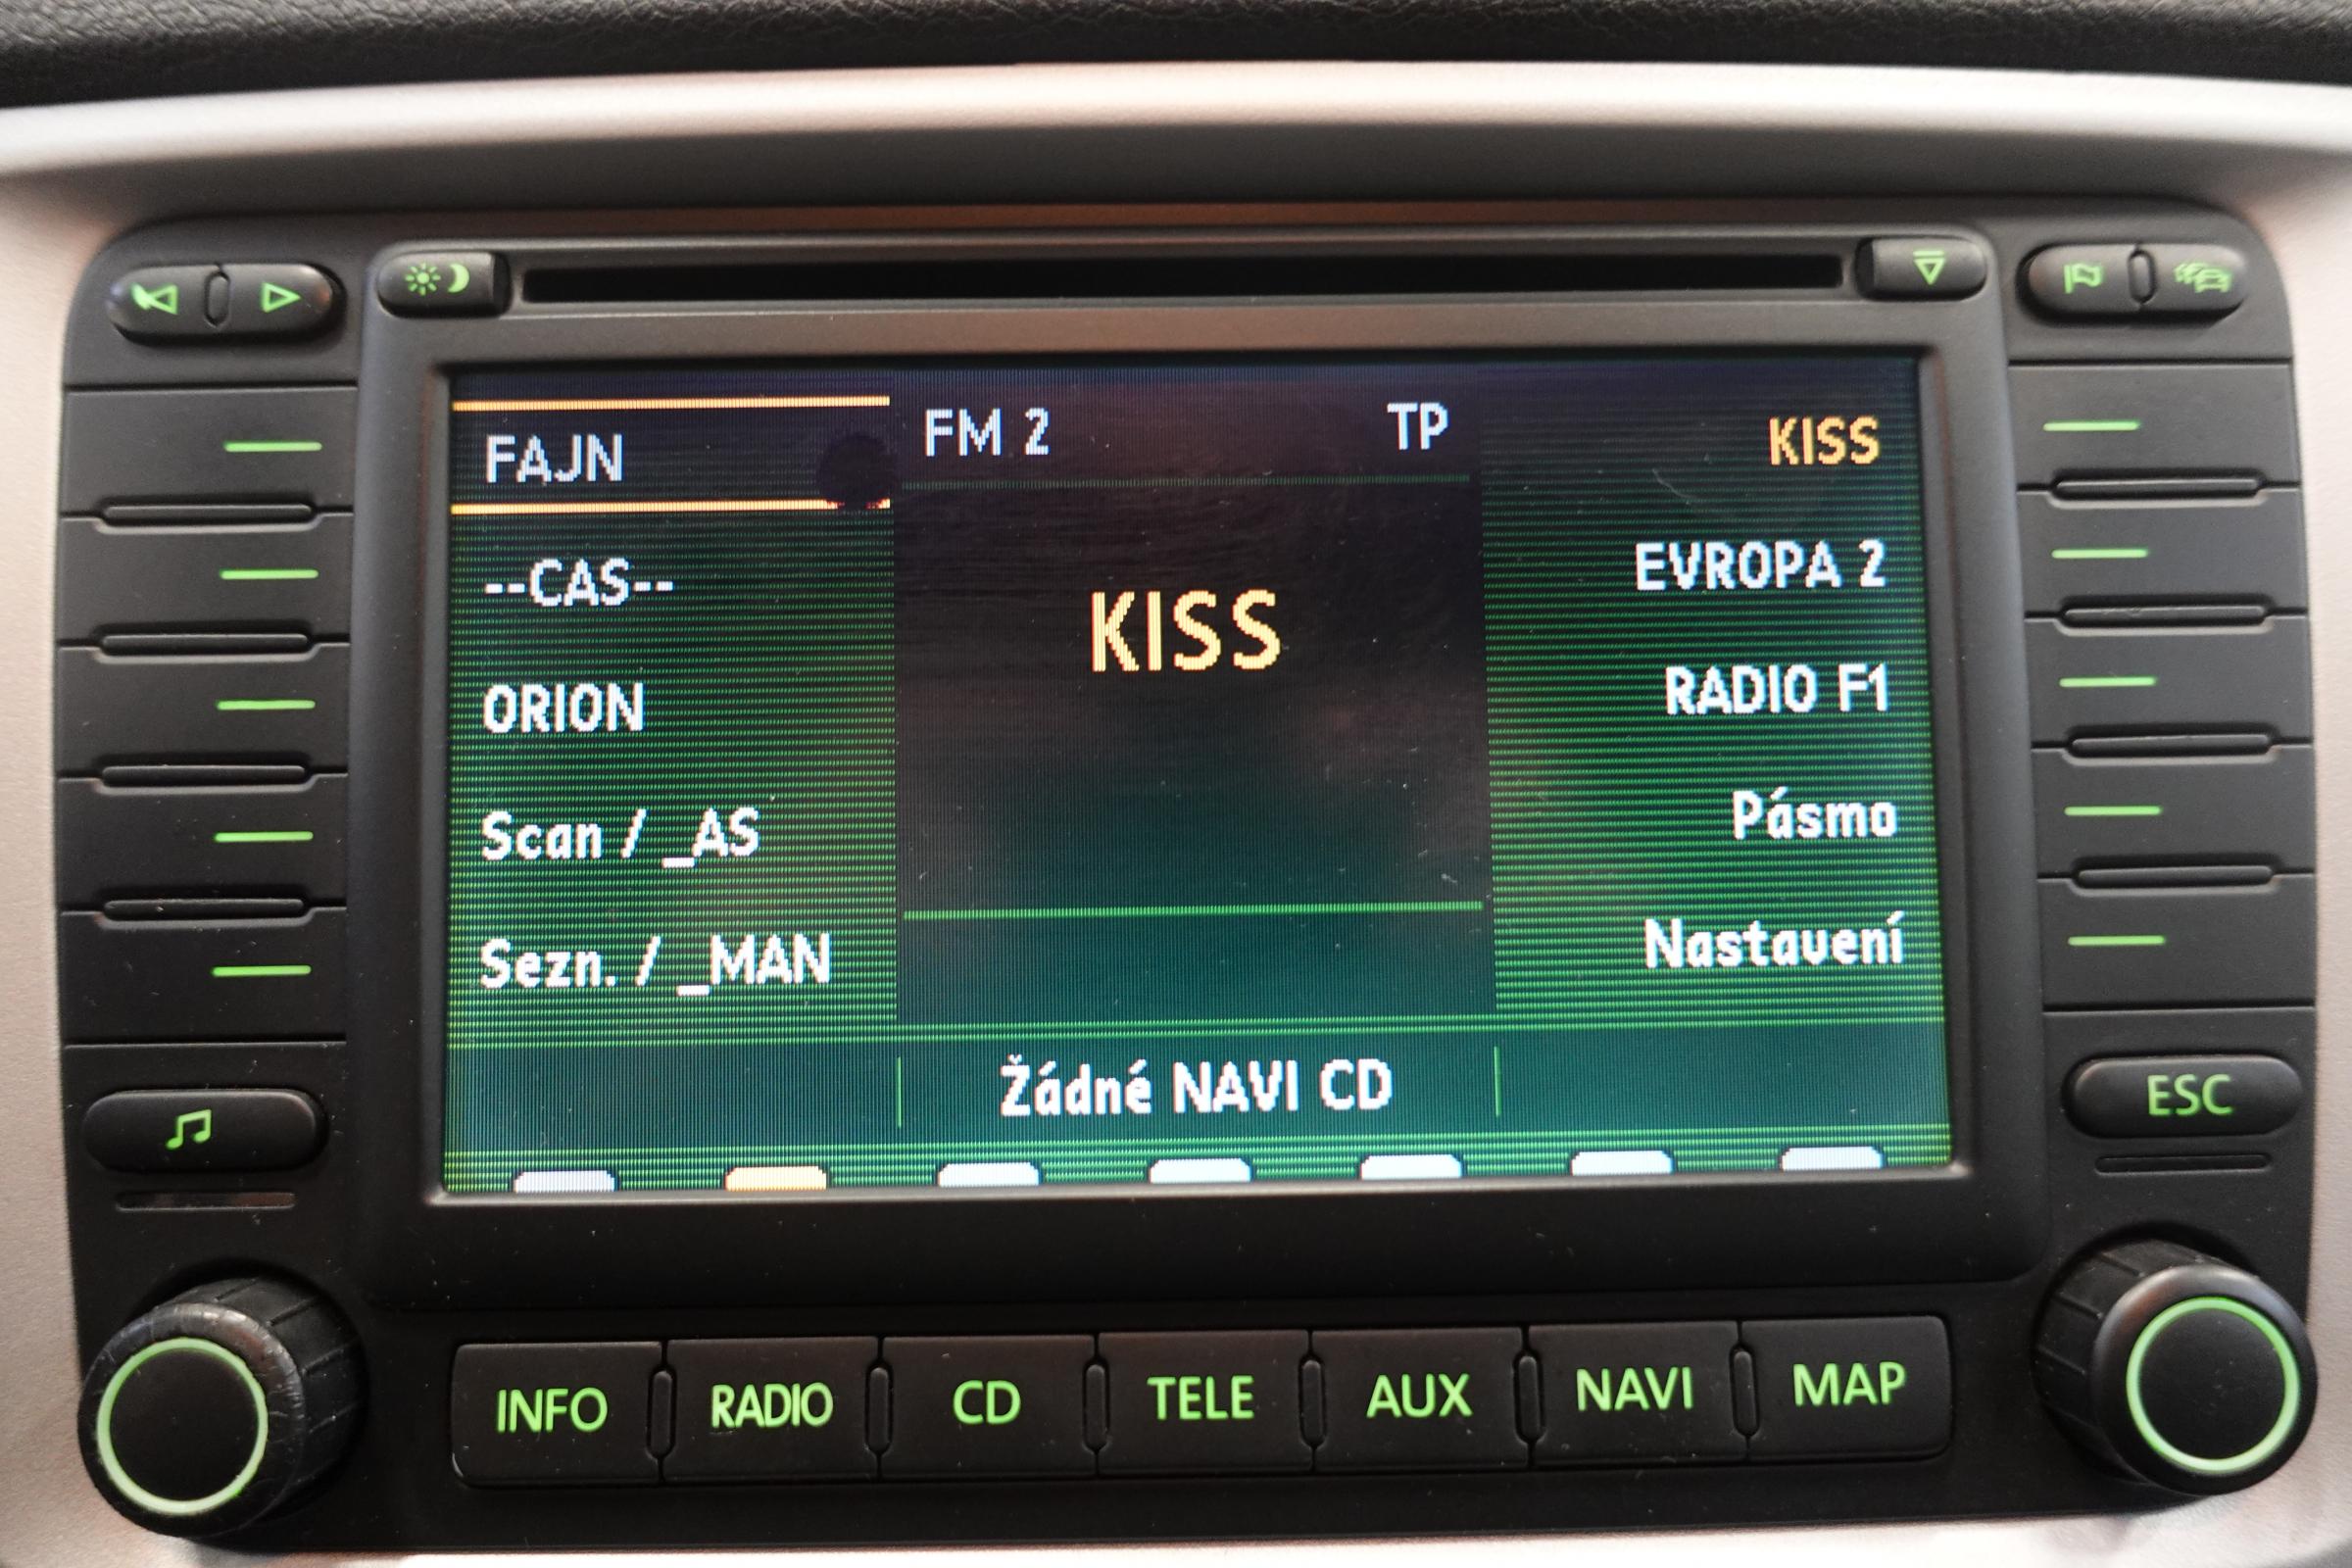 FAJN
FM 2
TP
KISS
--CAS--
KISS
EVROPA 2
ORION
RADIO F1
Scan / _AS
Pásmo
Sezn. / _MAN
Nastavení
Žádné NAVI CD
ESC
INFO
RADIO
CD
TELE
AUX
NAVI
MAP